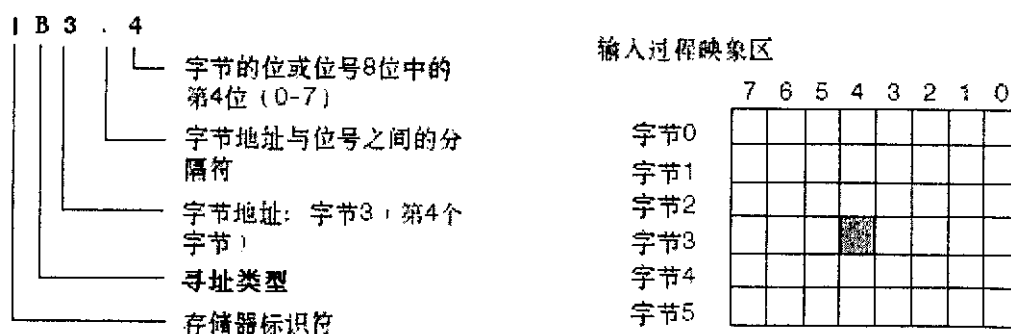 I B 3 . 4
字节的位或位号8位中的
第4位（0-7）
字节地址与位号之间的分
隔符
字节地址：字节3（第4个
字节）
寻址类型
存储器标识符
输入过程映象区
7 6 5 4 3 2 1 0
字节0
字节1
字节2
字节3
字节4
字节5